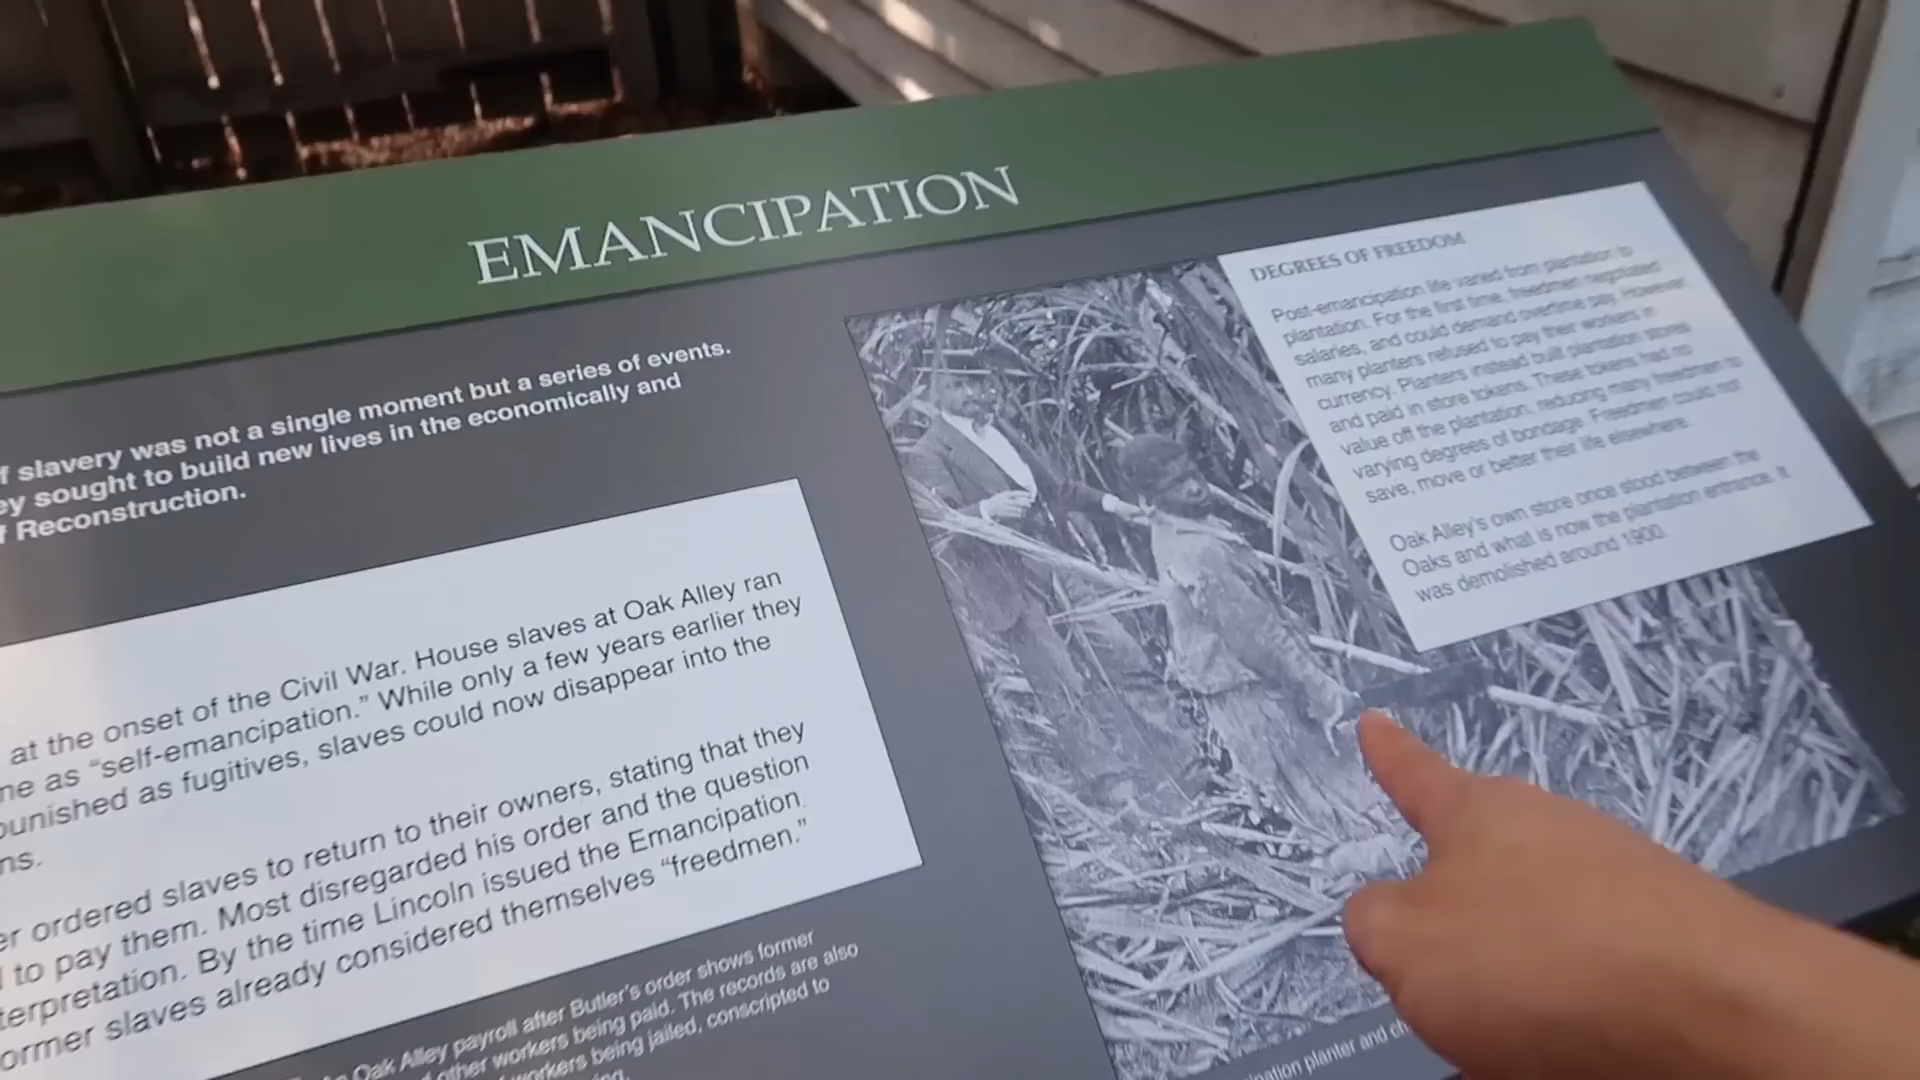 EMANCIPATION
f slavery was not a single moment but a series of events.
ey sought to build new lives in the economically and
f Reconstruction.
at the onset of the Civil War. House slaves at Oak Alley ran
me as “self-emancipation.” While only a few years earlier they
punished as fugitives, slaves could now disappear into the
ns.
er ordered slaves to return to their owners, stating that they
to pay them. Most disregarded his order and the question
terpretation. By the time Lincoln issued the Emancipation
ormer slaves already considered themselves “freedmen.”
Oak Alley payroll after Butler’s order shows former
other workers being paid. The records are also
workers being jailed, conscripted to
DEGREES OF FREEDOM
Post-emancipation life varied from plantation to
plantation. For the first time, freedmen negotiated
salaries, and could demand overtime pay. However,
many planters refused to pay their workers in
currency. Planters instead built plantation stores
and paid in store tokens. These tokens had no
value off the plantation, reducing many freedmen to
varying degrees of bondage. Freedmen could not
save, move or better their life elsewhere.
Oak Alley’s own store once stood between the
Oaks and what is now the plantation entrance. It
was demolished around 1900.
planter and